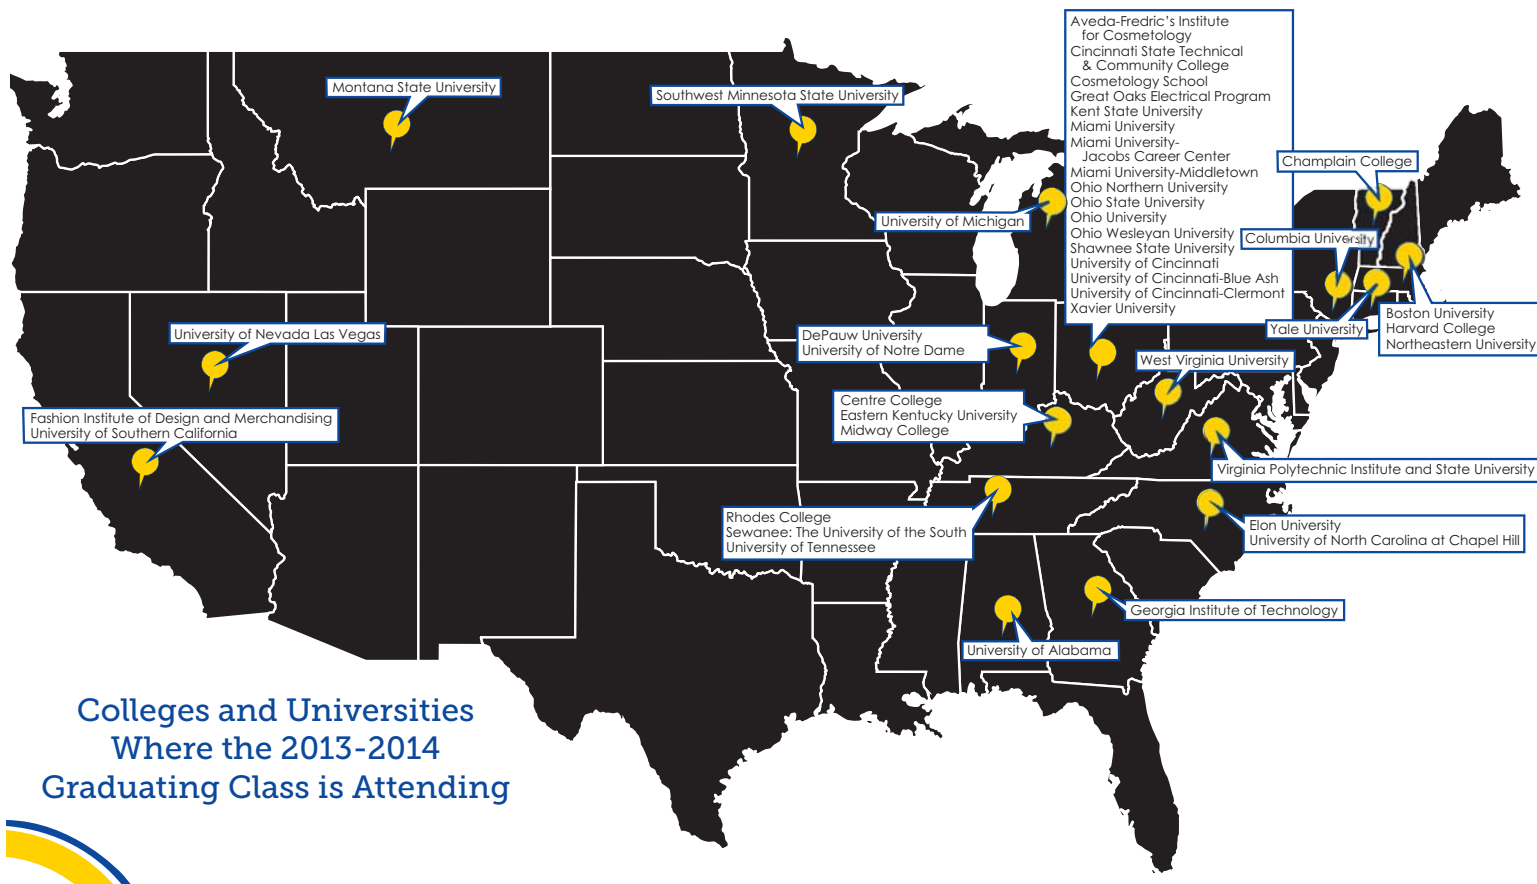 Aveda-Fredric’s Institute
for Cosmetology
Cincinnati State Technical
& Community College
Cosmetology School
Great Oaks Electrical Program
Kent State University
Miami University
Miami University-
Jacobs Career Center
Miami University-Middletown
Ohio Northern University
Ohio State University
Ohio University
Ohio Wesleyan University
Shawnee State University
University of Cincinnati
University of Cincinnati-Blue Ash
University of Cincinnati-Clermont
Xavier University
Montana State University
Southwest Minnesota State University
Champlain College
University of Michigan
Columbia University
Boston University
Harvard College
Northeastern University
Yale University
University of Nevada Las Vegas
DePauw University
University of Notre Dame
West Virginia University
Centre College
Eastern Kentucky University
Midway College
Fashion Institute of Design and Merchandising
University of Southern California
Virginia Polytechnic Institute and State University
Rhodes College
Sewanee: The University of the South
University of Tennessee
Elon University
University of North Carolina at Chapel Hill
Georgia Institute of Technology
University of Alabama
Colleges and Universities
Where the 2013-2014
Graduating Class is Attending